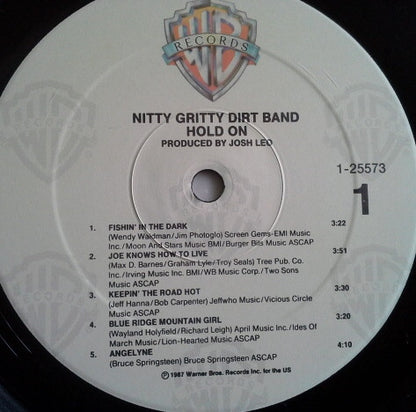 WB
RECORDS
NITTY GRITTY DIRT BAND
HOLD ON
PRODUCED BY JOSH LEO
1-25573
1
1. FISHIN' IN THE DARK 3:22
(Wendy Waldman/Jim Photoglo) Screen Gems-EMI Music
Inc./Moon And Stars Music BMI/Burger Bits Music ASCAP
2. JOE KNOWS HOW TO LIVE 3:51
(Max D. Barnes/Graham Lyle/Troy Seals) Tree Pub. Co.
Inc./Irving Music Inc. BMI/WB Music Corp./Two Sons
Music ASCAP
3. KEEPIN' THE ROAD HOT 3:30
(Jeff Hanna/Bob Carpenter) Jeffwho Music/Vicious Circle
Music ASCAP
4. BLUE RIDGE MOUNTAIN GIRL 3:20
(Wayland Holyfield/Richard Leigh) April Music Inc./Ides Of
March Music/Lion-Hearted Music ASCAP
5. ANGELYNE 4:10
(Bruce Springsteen) Bruce Springsteen ASCAP
℗1987 Warner Bros. Records Inc. for the US